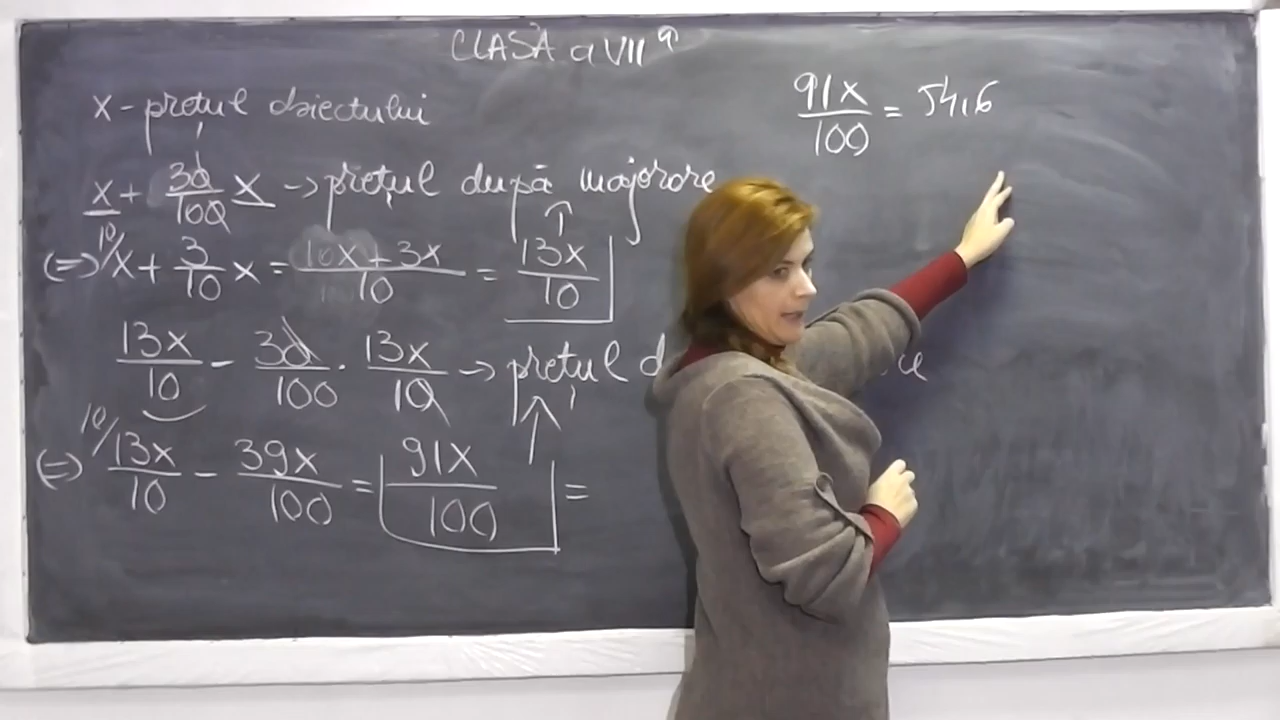 CLASA a VII a
x - prețul obiectului
x + 30/100 x -> prețul după majorare
(=) 10/ x + 3/10 x = 10x + 3x/10 = 13x/10
13x/10 - 30/100 · 13x/10 -> prețul
(=) 10/ 13x/10 - 39x/100 = 91x/100 =
91x/100 = 54,6